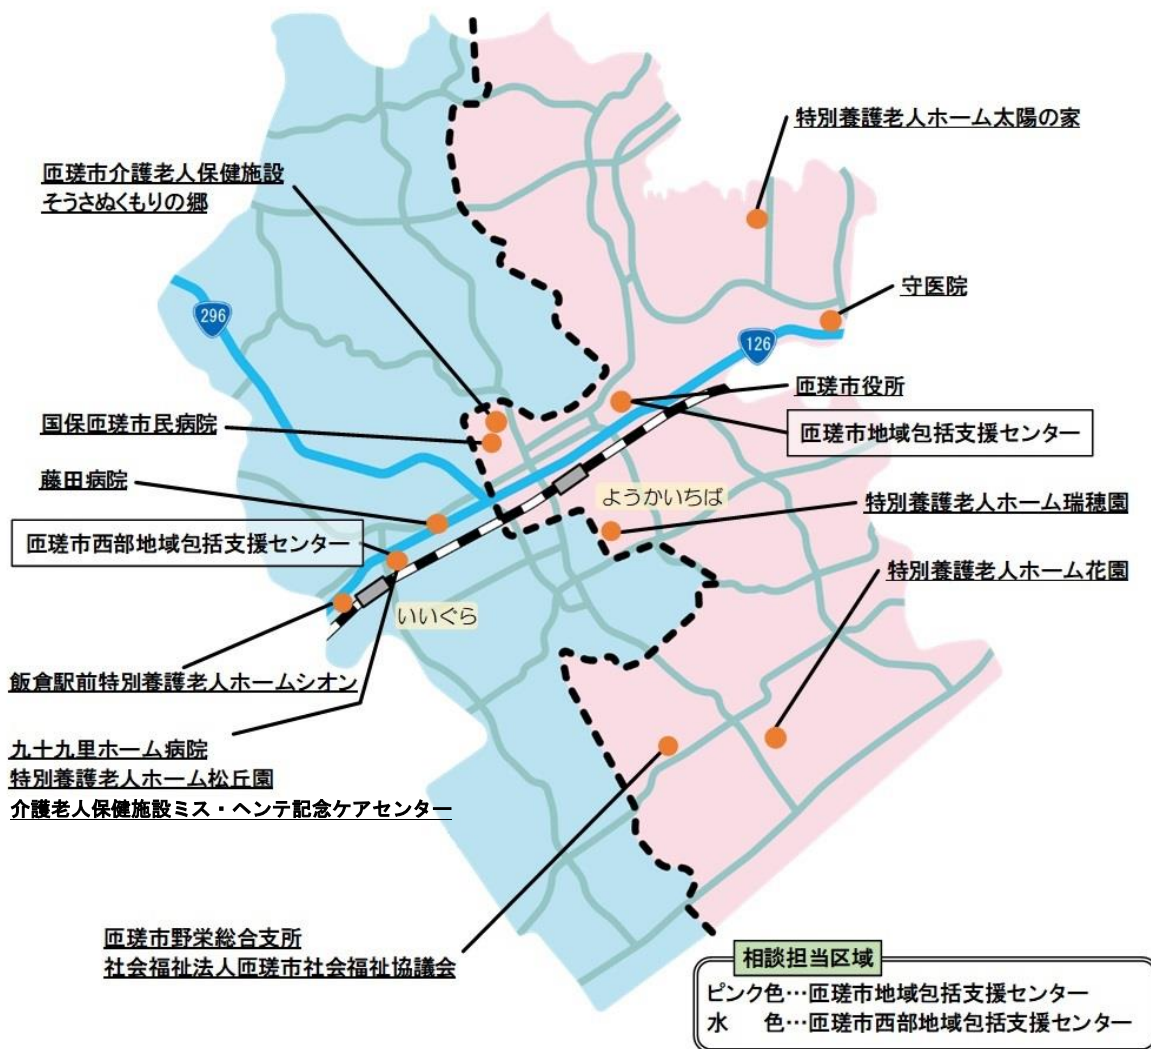 特別養護老人ホーム太陽の家
匝瑳市介護老人保健施設
そうさぬくもりの郷
守医院
296
126
匝瑳市役所
国保匝瑳市民病院
匝瑳市地域包括支援センター
藤田病院
ようかいちば
特別養護老人ホーム瑞穂園
匝瑳市西部地域包括支援センター
特別養護老人ホーム花園
いいぐら
飯倉駅前特別養護老人ホームシオン
九十九里ホーム病院
特別養護老人ホーム松丘園
介護老人保健施設ミス・ヘンテ記念ケアセンター
匝瑳市野栄総合支所
社会福祉法人匝瑳市社会福祉協議会
相談担当区域
ピンク色…匝瑳市地域包括支援センター
水　　色…匝瑳市西部地域包括支援センター